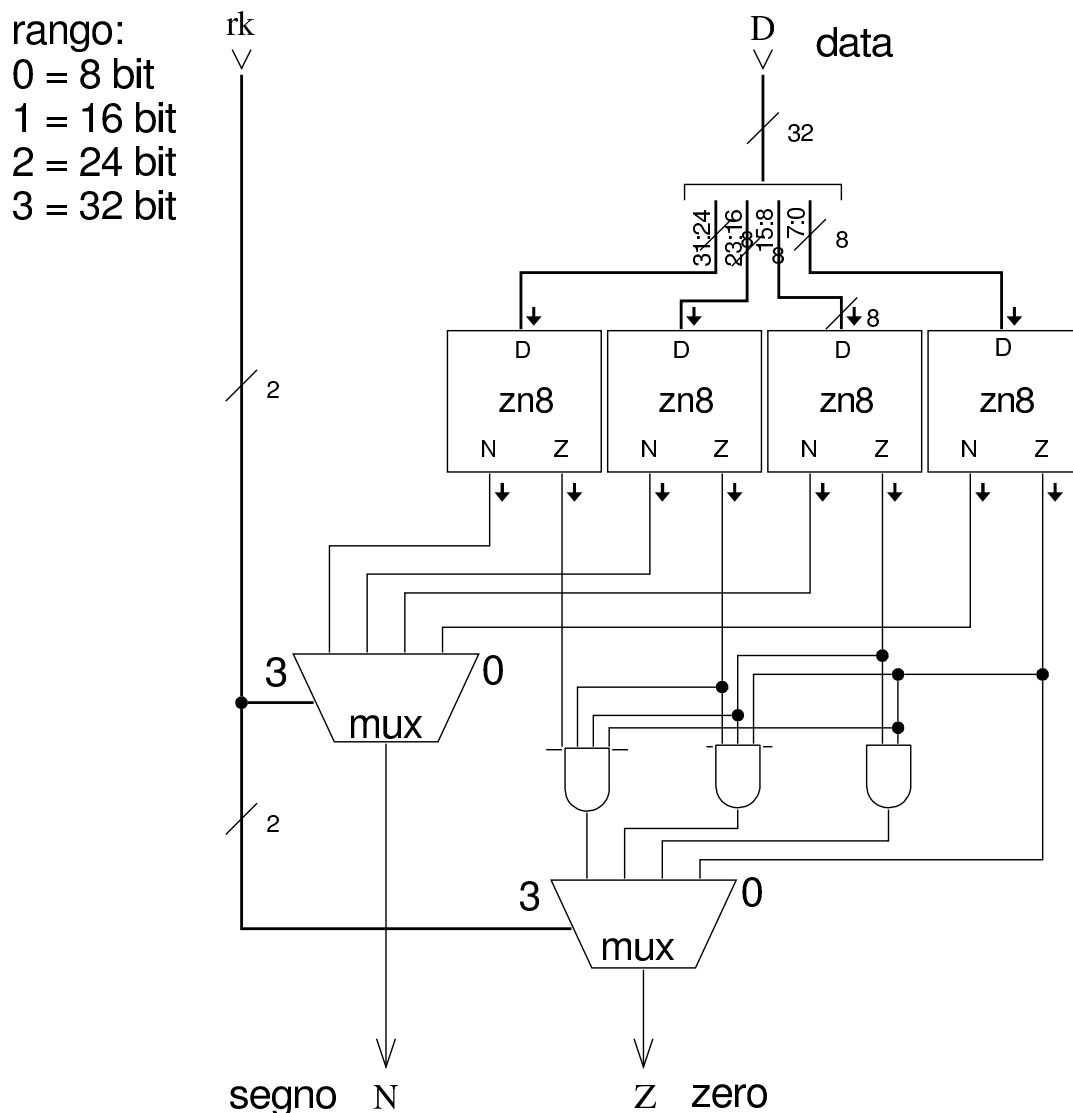 rango:
0 = 8 bit
1 = 16 bit
2 = 24 bit
3 = 32 bit
rk
D
data
32
31:24
23:16
8
15:8
8
7:0
8
8
2
D
D
D
D
zn8
zn8
zn8
zn8
N
Z
N
Z
N
Z
N
Z
3
0
mux
2
3
0
mux
segno
N
Z
zero